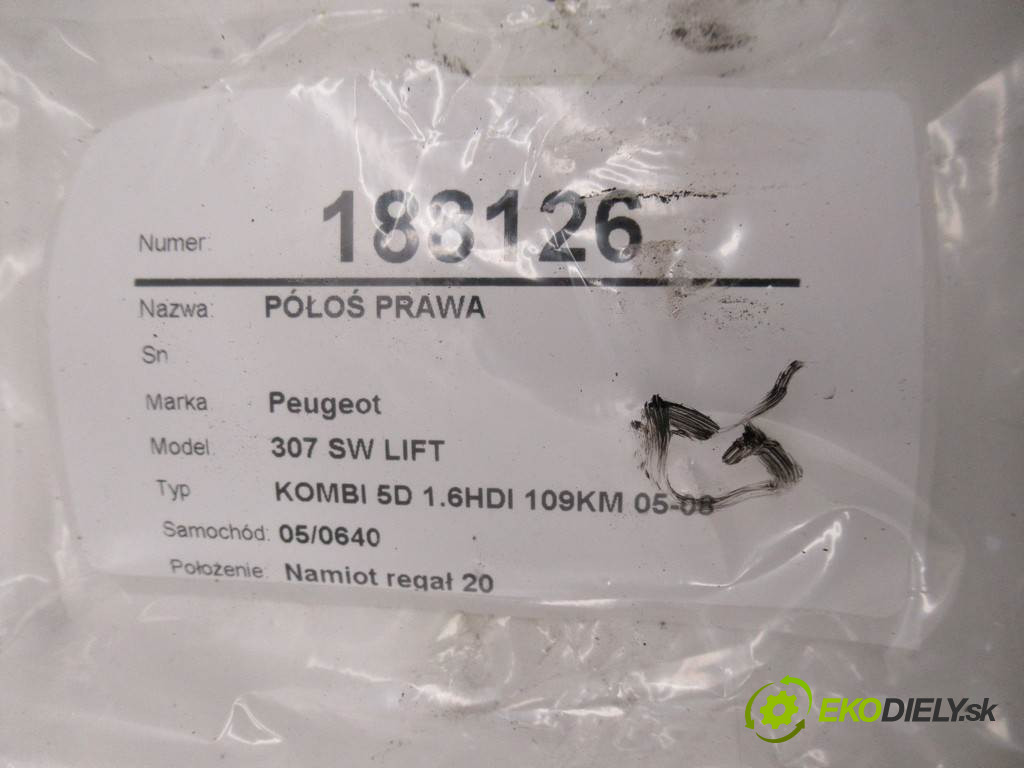 Numer: 188126
Nazwa: PÓŁOŚ PRAWA
Sn
Marka Peugeot
Model: 307 SW LIFT
Typ KOMBI 5D 1.6HDI 109KM 05-08
Samochód: 05/0640
Położenie: Namiot regał 20
EKODIELY.sk